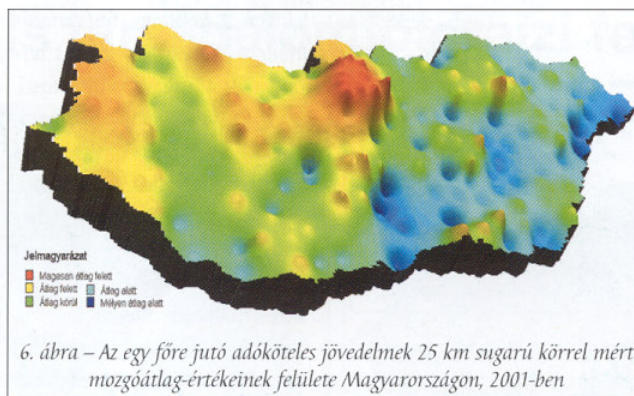 Jelmagyarázat
Magasan átlag felett
Átlag felett
Átlag alatt
Átlag körül
Mélyen átlag alatt
6. ábra – Az egy főre jutó adóköteles jövedelmek 25 km sugarú körrel mért
mozgóátlag-értékeinek felülete Magyarországon, 2001-ben